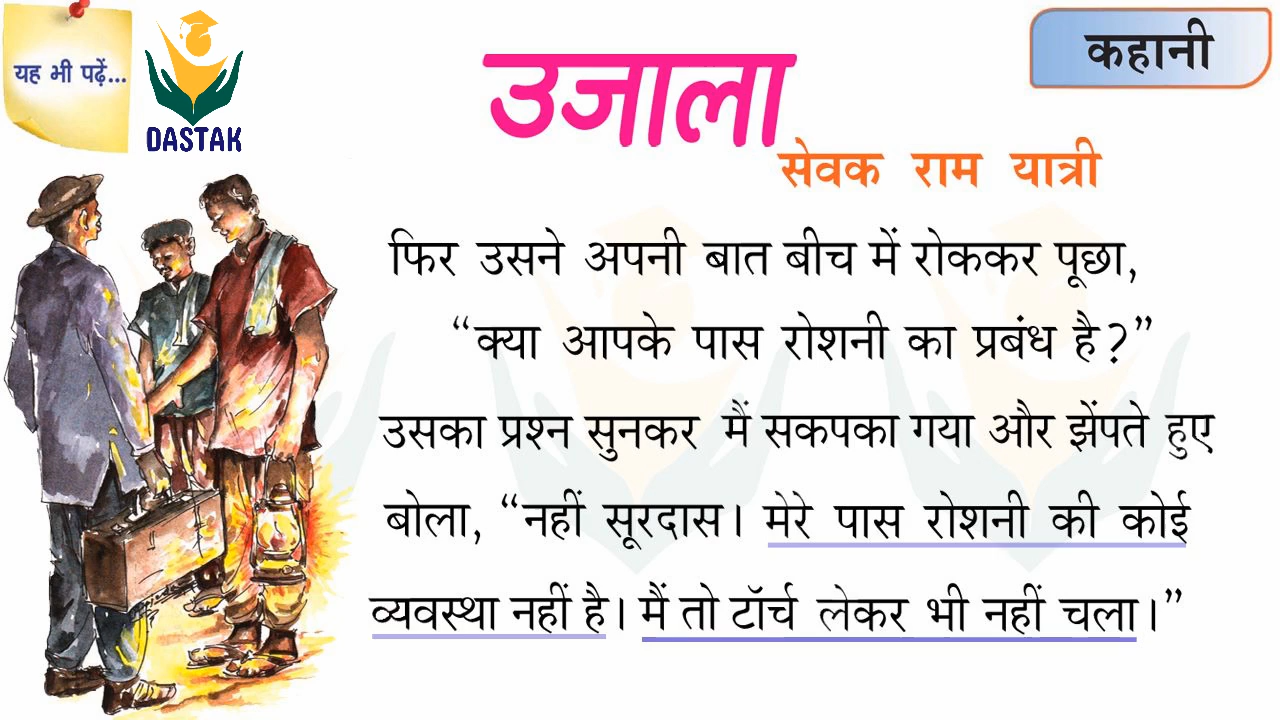 यह भी पढ़ें...
DASTAK
कहानी
उजाला
सेवक राम यात्री
फिर उसने अपनी बात बीच में रोककर पूछा,
“क्या आपके पास रोशनी का प्रबंध है?”
उसका प्रश्न सुनकर मैं सकपका गया और झेंपते हुए
बोला, “नहीं सूरदास। मेरे पास रोशनी की कोई
व्यवस्था नहीं है। मैं तो टॉर्च लेकर भी नहीं चला।”